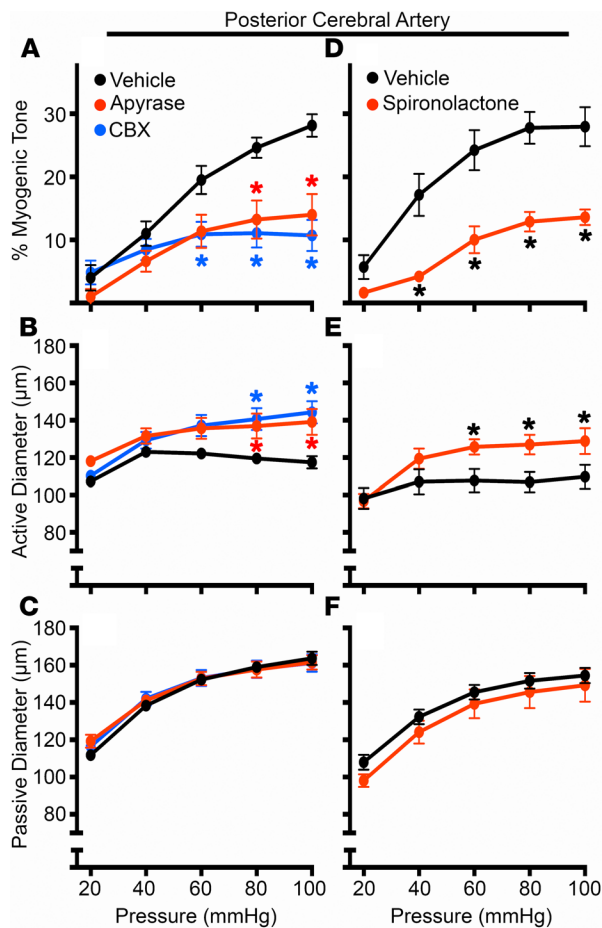 Posterior Cerebral Artery
A
Vehicle
Apyrase
CBX
% Myogenic Tone
30
20
10
*
*
*
*
*
D
Vehicle
Spironolactone
*
*
*
*
B
Active Diameter (µm)
180
160
140
120
100
80
*
*
*
*
E
*
*
*
C
Passive Diameter (µm)
180
160
140
120
100
80
20 40 60 80 100
Pressure (mmHg)
F
20 40 60 80 100
Pressure (mmHg)